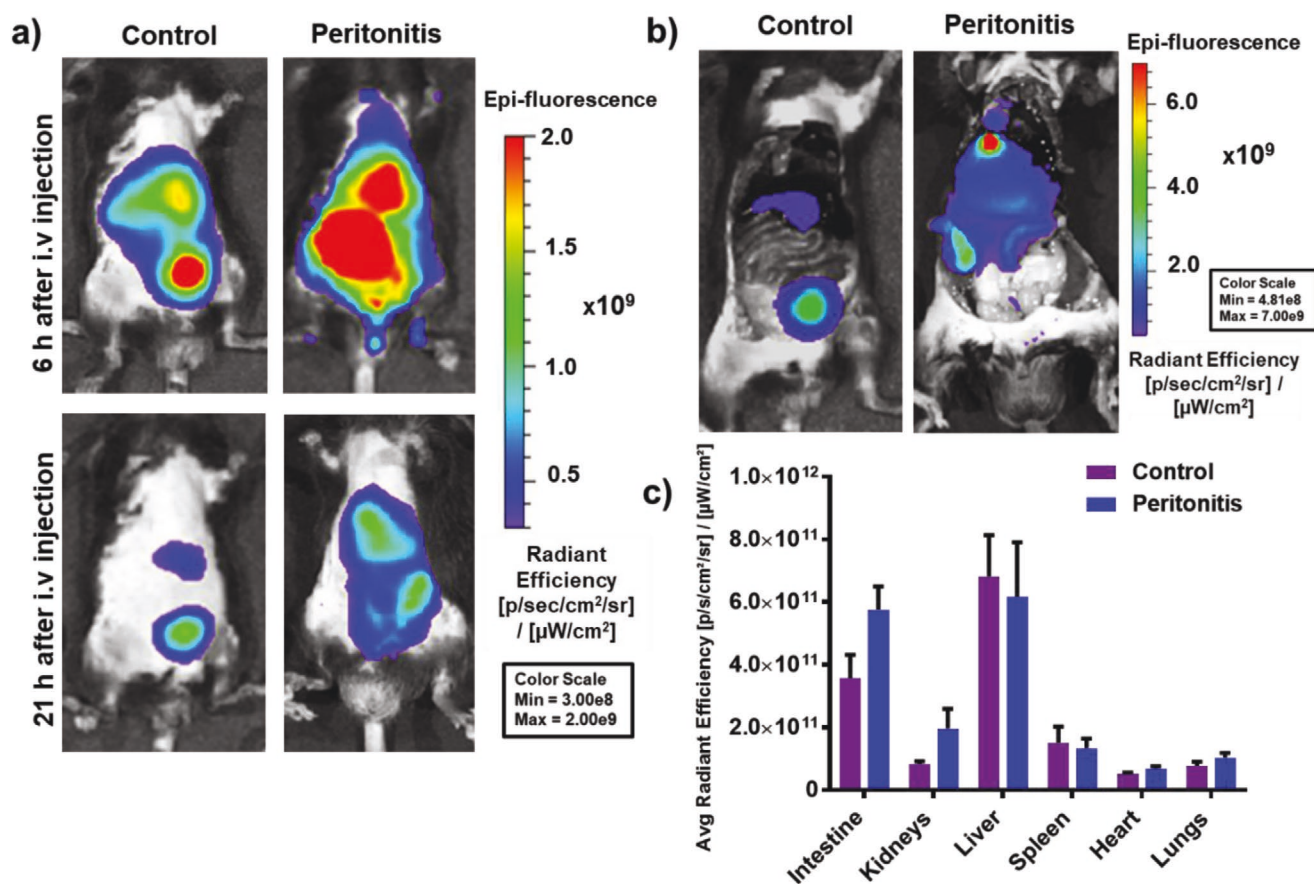 a)
Control
Peritonitis
6 h after i.v injection
21 h after i.v injection
Epi-fluorescence
2.0
1.5
x10⁹
1.0
0.5
Radiant
Efficiency
[p/sec/cm²/sr]
/ [µW/cm²]
Color Scale
Min = 3.00e8
Max = 2.00e9
b)
Control
Peritonitis
Epi-fluorescence
6.0
x10⁹
4.0
2.0
Color Scale
Min = 4.81e8
Max = 7.00e9
Radiant Efficiency
[p/sec/cm²/sr] /
[µW/cm²]
c)
Avg Radiant Efficiency [p/s/cm²/sr] / [µW/cm²]
1.0×10¹²
8.0×10¹¹
6.0×10¹¹
4.0×10¹¹
2.0×10¹¹
0
Control
Peritonitis
Intestine
Kidneys
Liver
Spleen
Heart
Lungs